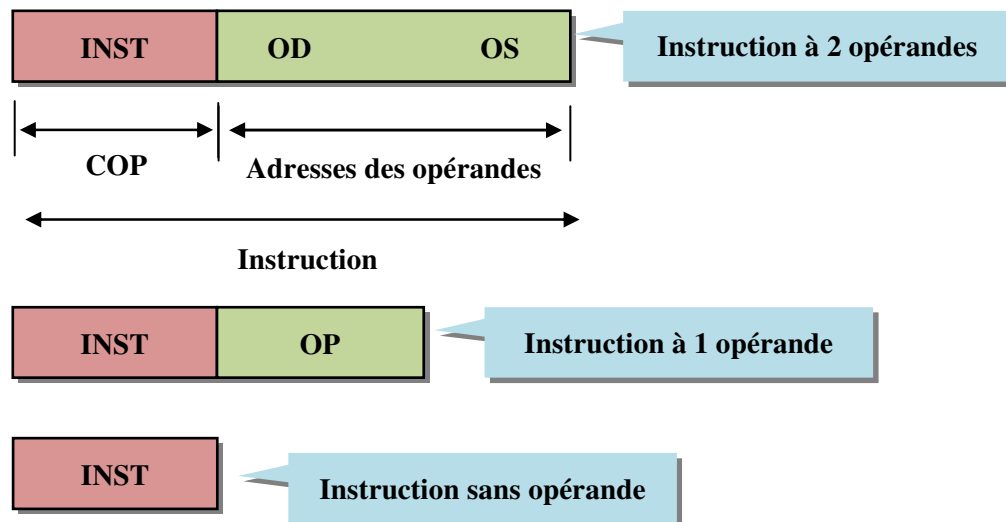 INST OD OS Instruction à 2 opérandes
COP Adresses des opérandes
Instruction
INST OP Instruction à 1 opérande
INST Instruction sans opérande